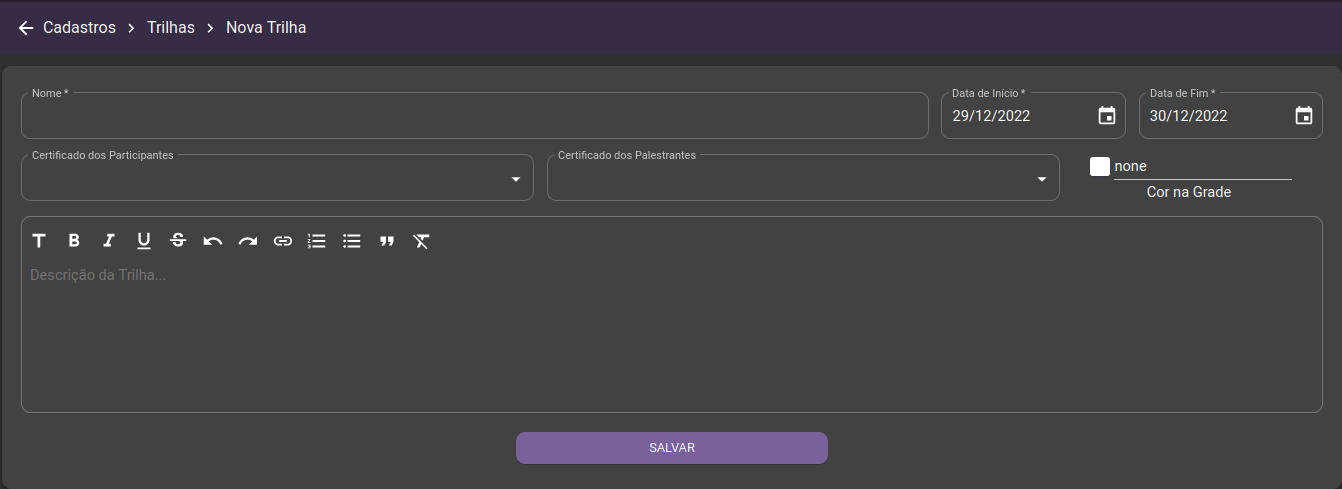 Cadastros > Trilhas > Nova Trilha
Nome *
Data de Início *
29/12/2022
Data de Fim *
30/12/2022
Certificado dos Participantes
Certificado dos Palestrantes
none
Cor na Grade
T B I U S
Descrição da Trilha...
SALVAR